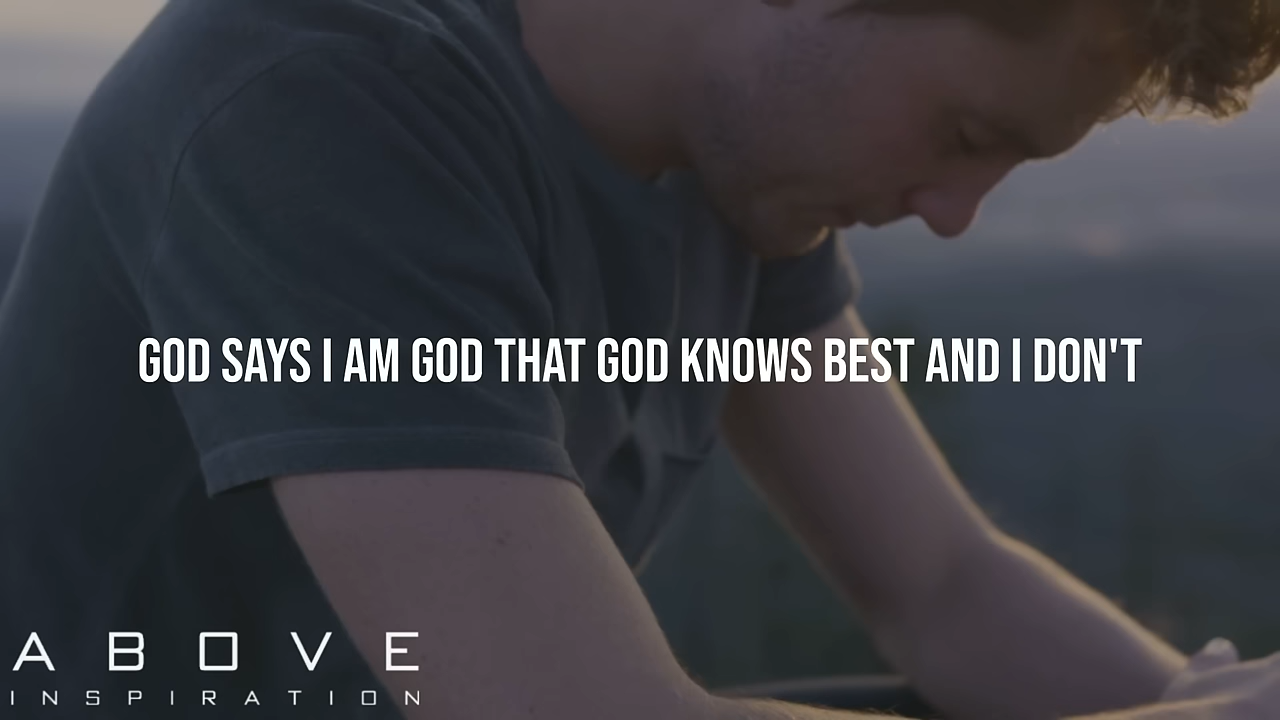 GOD SAYS I AM GOD THAT GOD KNOWS BEST AND I DON'T
ABOVE
INSPIRATION